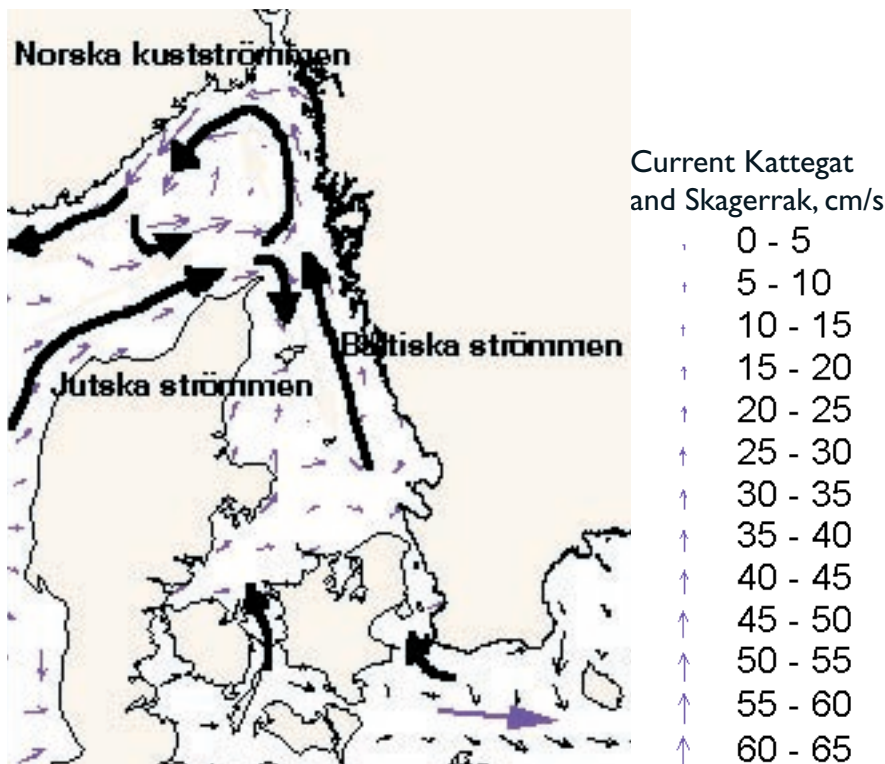 Norska kustströmmen
Current Kattegat
and Skagerrak, cm/s
0 - 5
5 - 10
10 - 15
15 - 20
20 - 25
25 - 30
30 - 35
35 - 40
40 - 45
45 - 50
50 - 55
55 - 60
60 - 65
Baltiska strömmen
Jutska strömmen